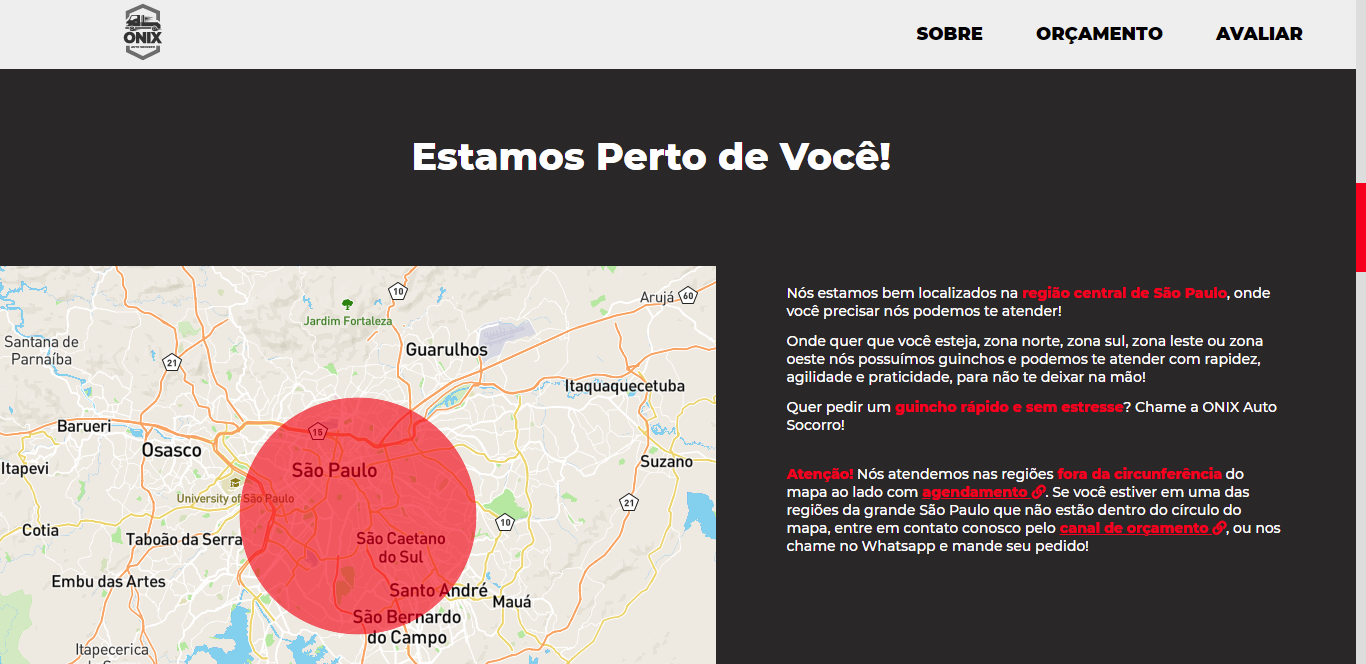 ONIX
AUTO SOCORRO
SOBRE
ORÇAMENTO
AVALIAR
Estamos Perto de Você!
10
Arujá
60
Jardim Fortaleza
Santana de
Parnaíba
Guarulhos
21
Itaquaquecetuba
Barueri
15
Osasco
Itapevi
São Paulo
Suzano
University of São Paulo
21
10
Cotia
Taboão da Serra
São Caetano
do Sul
Embu das Artes
Santo André
Mauá
São Bernardo
do Campo
Itapecerica
Nós estamos bem localizados na região central de São Paulo, onde
você precisar nós podemos te atender!
Onde quer que você esteja, zona norte, zona sul, zona leste ou zona
oeste nós possuímos guinchos e podemos te atender com rapidez,
agilidade e praticidade, para não te deixar na mão!
Quer pedir um guincho rápido e sem estresse? Chame a ONIX Auto
Socorro!
Atenção! Nós atendemos nas regiões fora da circunferência do
mapa ao lado com agendamento. Se você estiver em uma das
regiões da grande São Paulo que não estão dentro do círculo do
mapa, entre em contato conosco pelo canal de orçamento, ou nos
chame no Whatsapp e mande seu pedido!